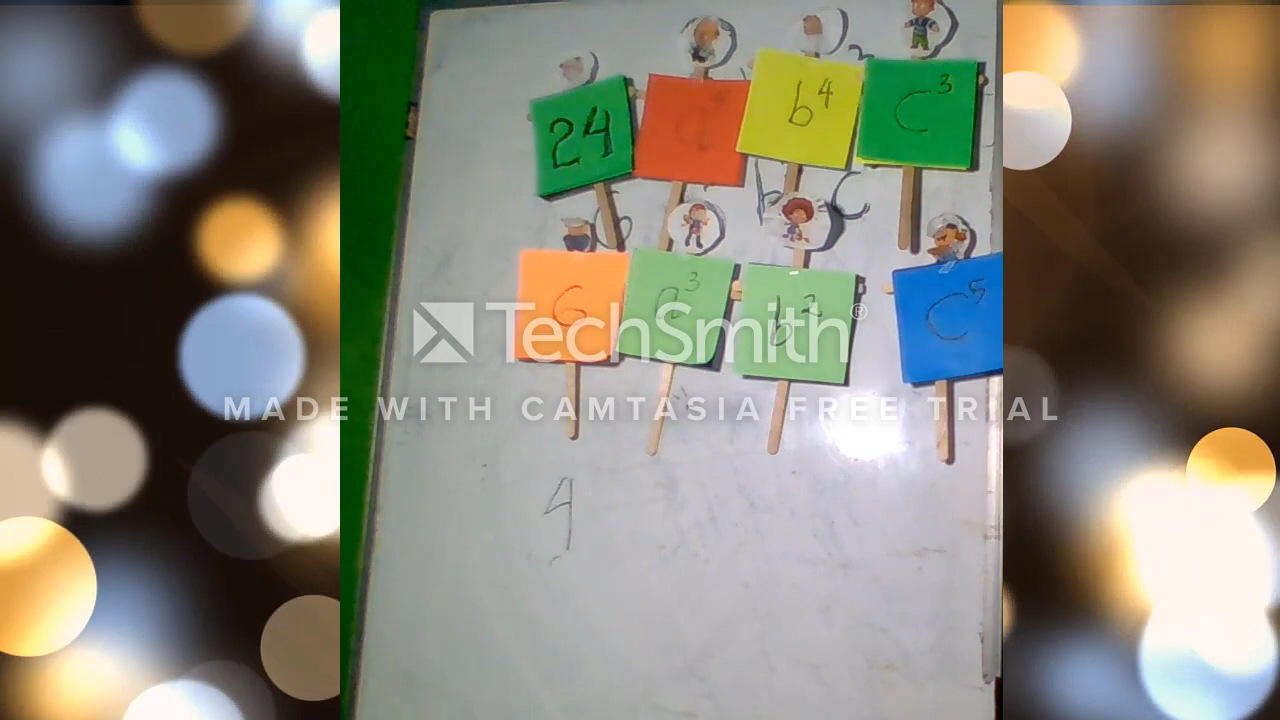 24 a b⁴ c³
b c
6 a³ b² c⁵
TechSmith®
MADE WITH CAMTASIA FREE TRIAL
4